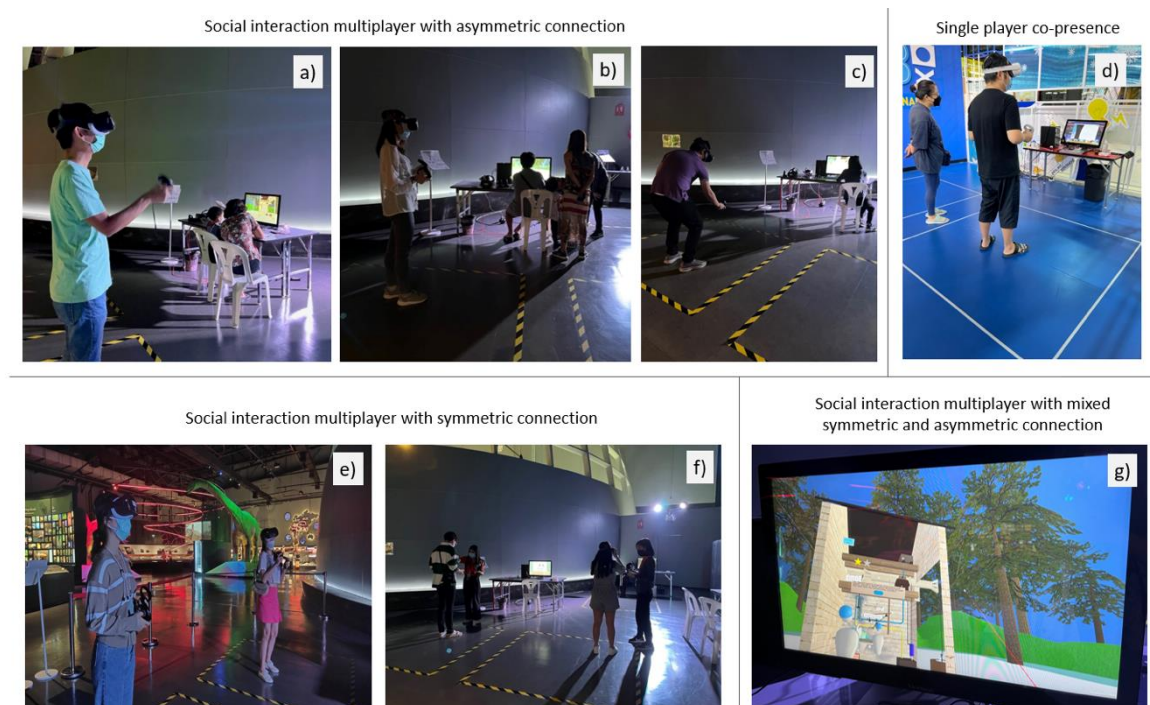 Social interaction multiplayer with asymmetric connection
Single player co-presence
a)
b)
c)
d)
Social interaction multiplayer with symmetric connection
Social interaction multiplayer with mixed
symmetric and asymmetric connection
e)
f)
g)